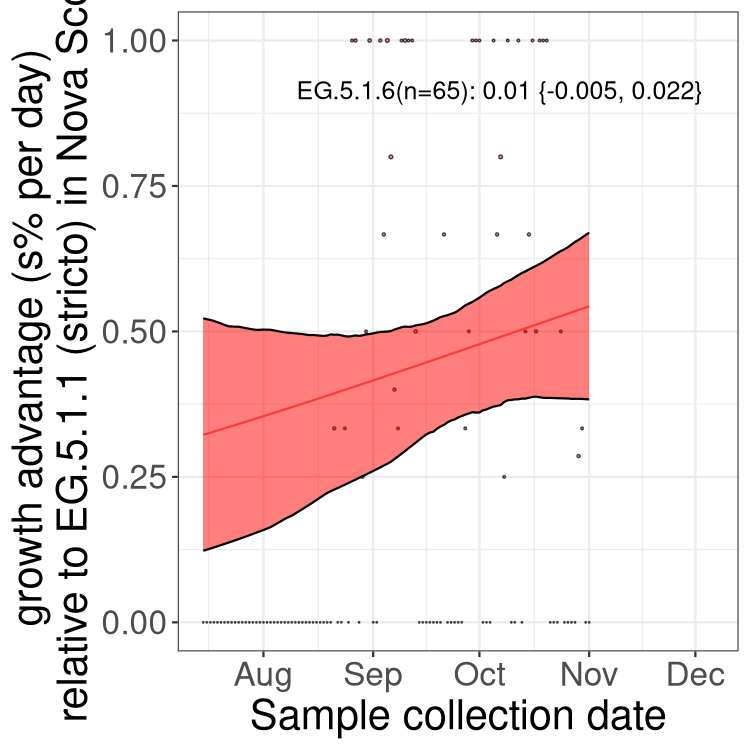 growth advantage (s% per day)
relative to EG.5.1.1 (stricto) in Nova
1.00
0.75
0.50
0.25
0.00
EG.5.1.6(n=65): 0.01 {-0.005, 0.022}
Aug Sep Oct Nov Dec
Sample collection date